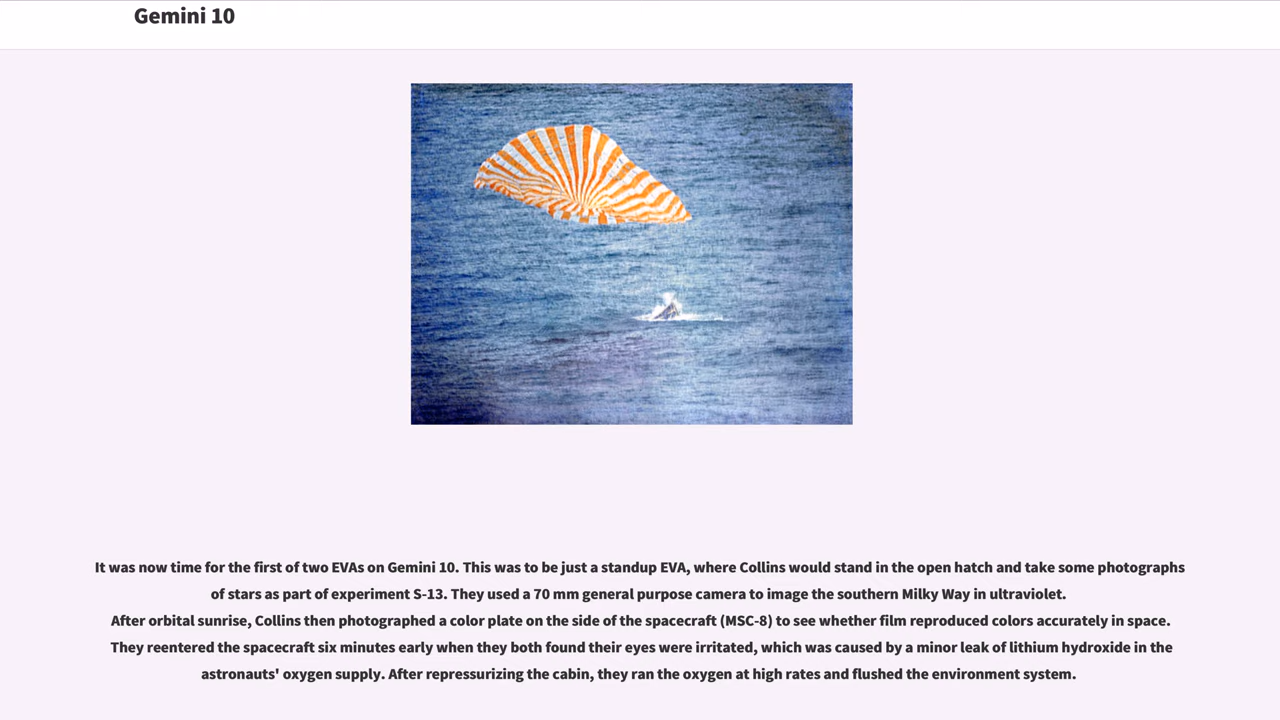 Gemini 10
It was now time for the first of two EVAs on Gemini 10. This was to be just a standup EVA, where Collins would stand in the open hatch and take some photographs
of stars as part of experiment S-13. They used a 70 mm general purpose camera to image the southern Milky Way in ultraviolet.
After orbital sunrise, Collins then photographed a color plate on the side of the spacecraft (MSC-8) to see whether film reproduced colors accurately in space.
They reentered the spacecraft six minutes early when they both found their eyes were irritated, which was caused by a minor leak of lithium hydroxide in the
astronauts' oxygen supply. After repressurizing the cabin, they ran the oxygen at high rates and flushed the environment system.